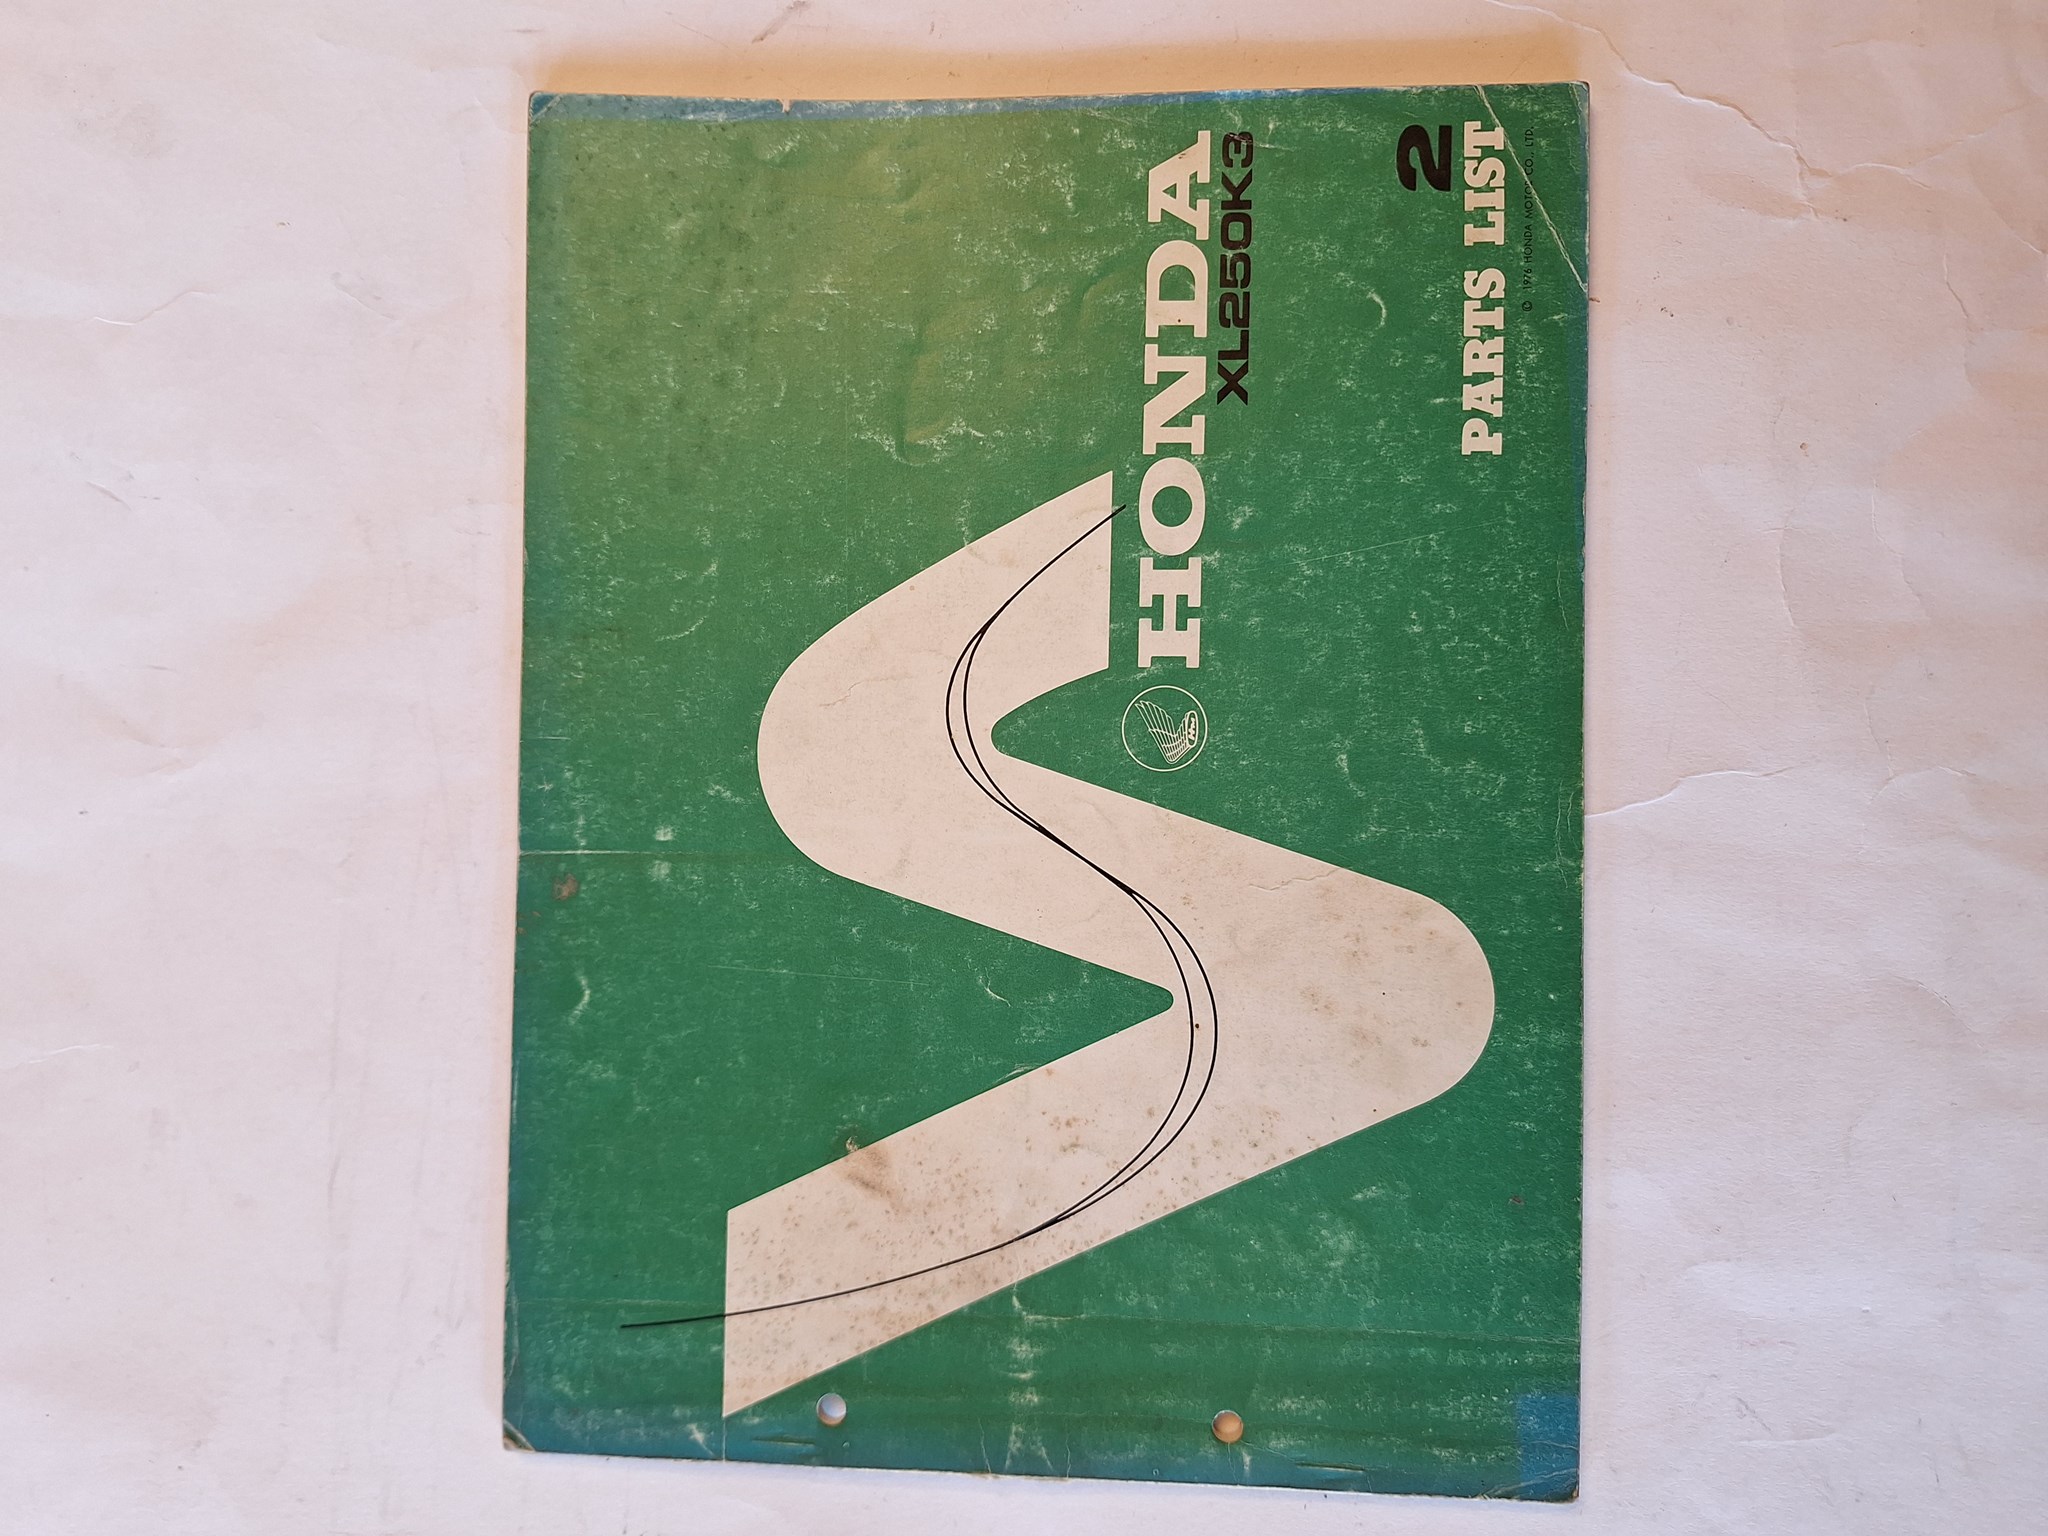 HONDA
XL250K3
2
PARTS LIST
© 1976 HONDA MOTOR CO., LTD.